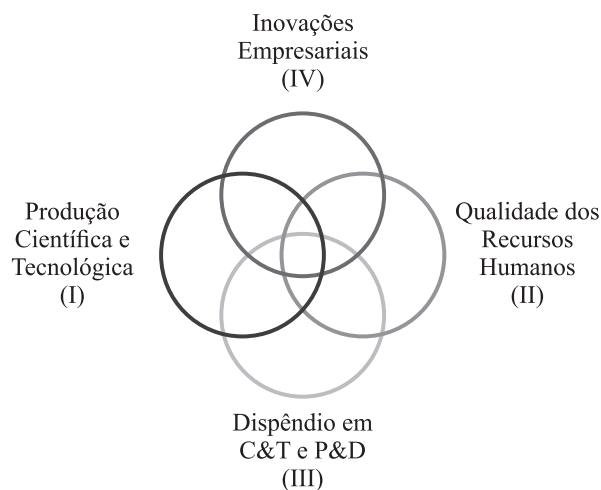 Inovações
Empresariais
(IV)
Produção
Científica e
Tecnológica
(I)
Qualidade dos
Recursos
Humanos
(II)
Dispêndio em
C&T e P&D
(III)